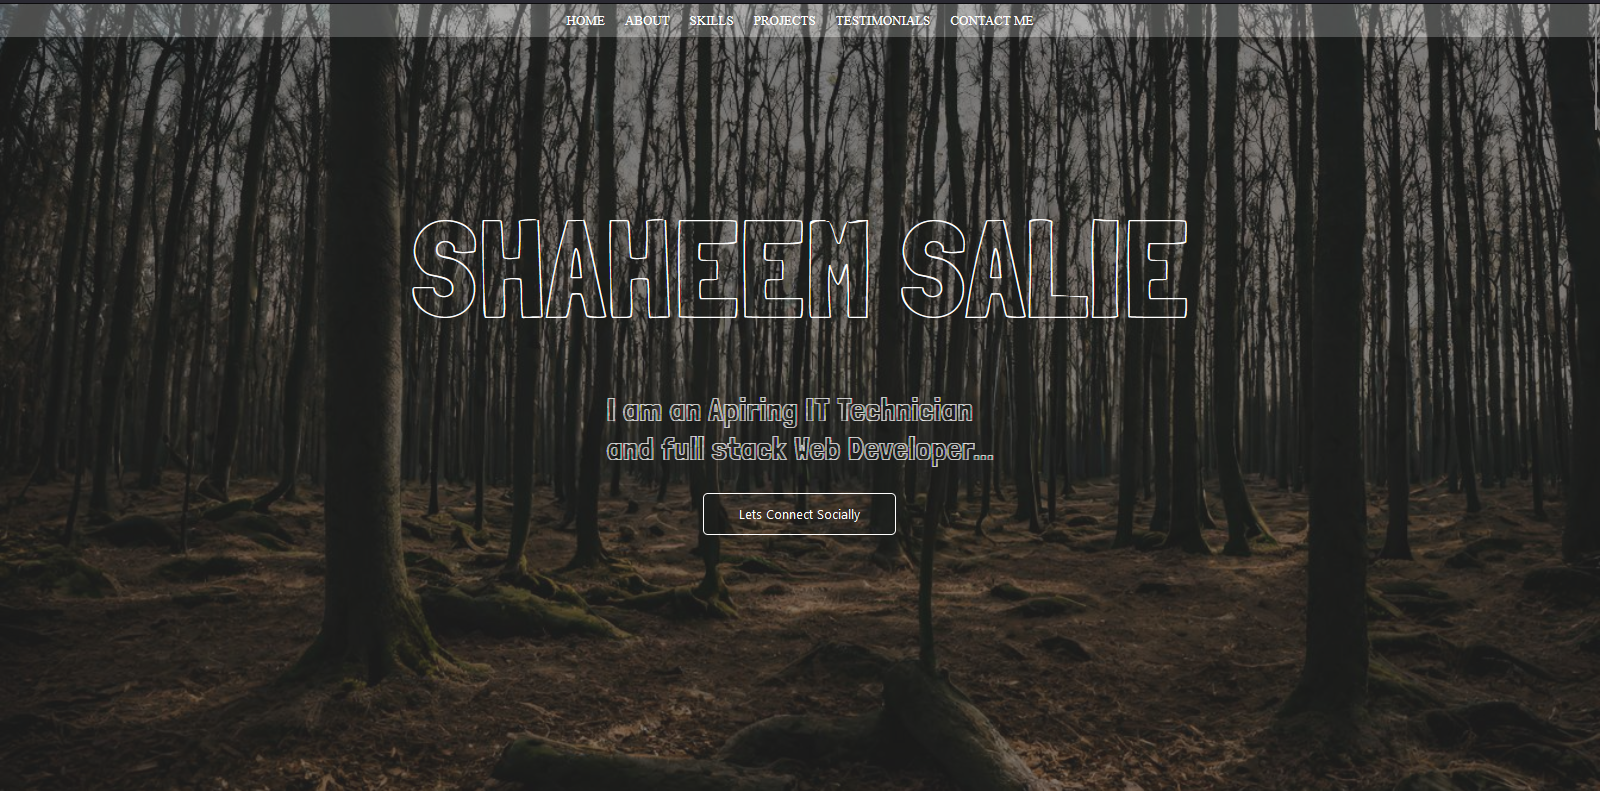 HOME ABOUT SKILLS PROJECTS TESTIMONIALS CONTACT ME
SHAHEEM SALIE
I am an Apiring IT Technician
and full stack Web Developer...
Lets Connect Socially